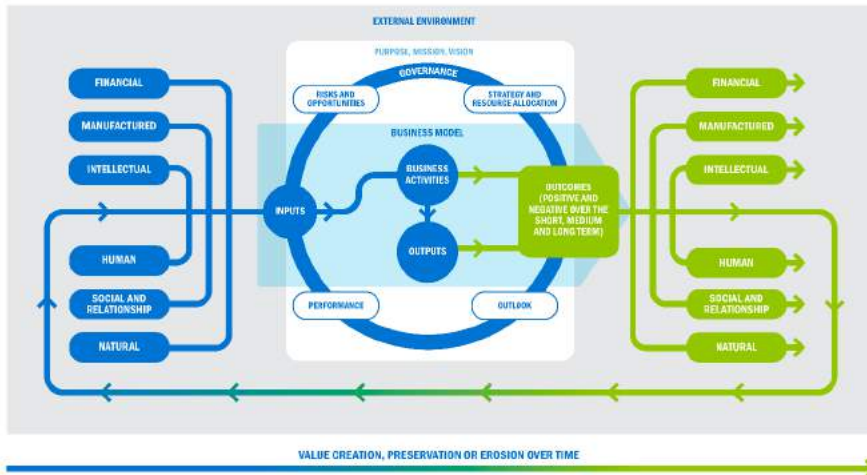 EXTERNAL ENVIRONMENT
PURPOSE, MISSION, VISION
GOVERNANCE
RISKS AND
OPPORTUNITIES
STRATEGY AND
RESOURCE ALLOCATION
BUSINESS MODEL
FINANCIAL
MANUFACTURED
INTELLECTUAL
HUMAN
SOCIAL AND
RELATIONSHIP
NATURAL
INPUTS
BUSINESS
ACTIVITIES
OUTPUTS
OUTCOMES
(POSITIVE AND
NEGATIVE OVER THE
SHORT, MEDIUM
AND LONG TERM)
PERFORMANCE
OUTLOOK
FINANCIAL
MANUFACTURED
INTELLECTUAL
HUMAN
SOCIAL AND
RELATIONSHIP
NATURAL
VALUE CREATION, PRESERVATION OR EROSION OVER TIME